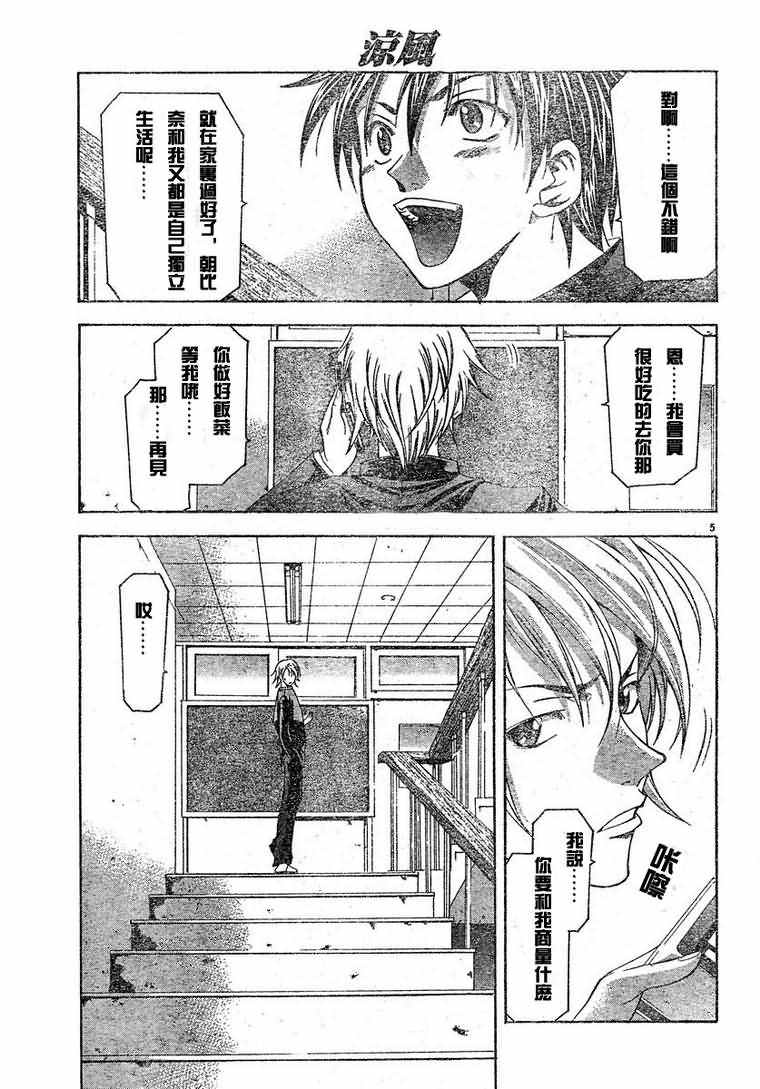 涼風
對啊……這個不錯啊
就在家裏過好了，朝比
奈和我又都是自己獨立
生活呢……
恩……我會買
很好吃的去你那
你做好飯菜
等我哦……
那……再見
5
我說……
你要和我商量什麽
咔嚓
哎……